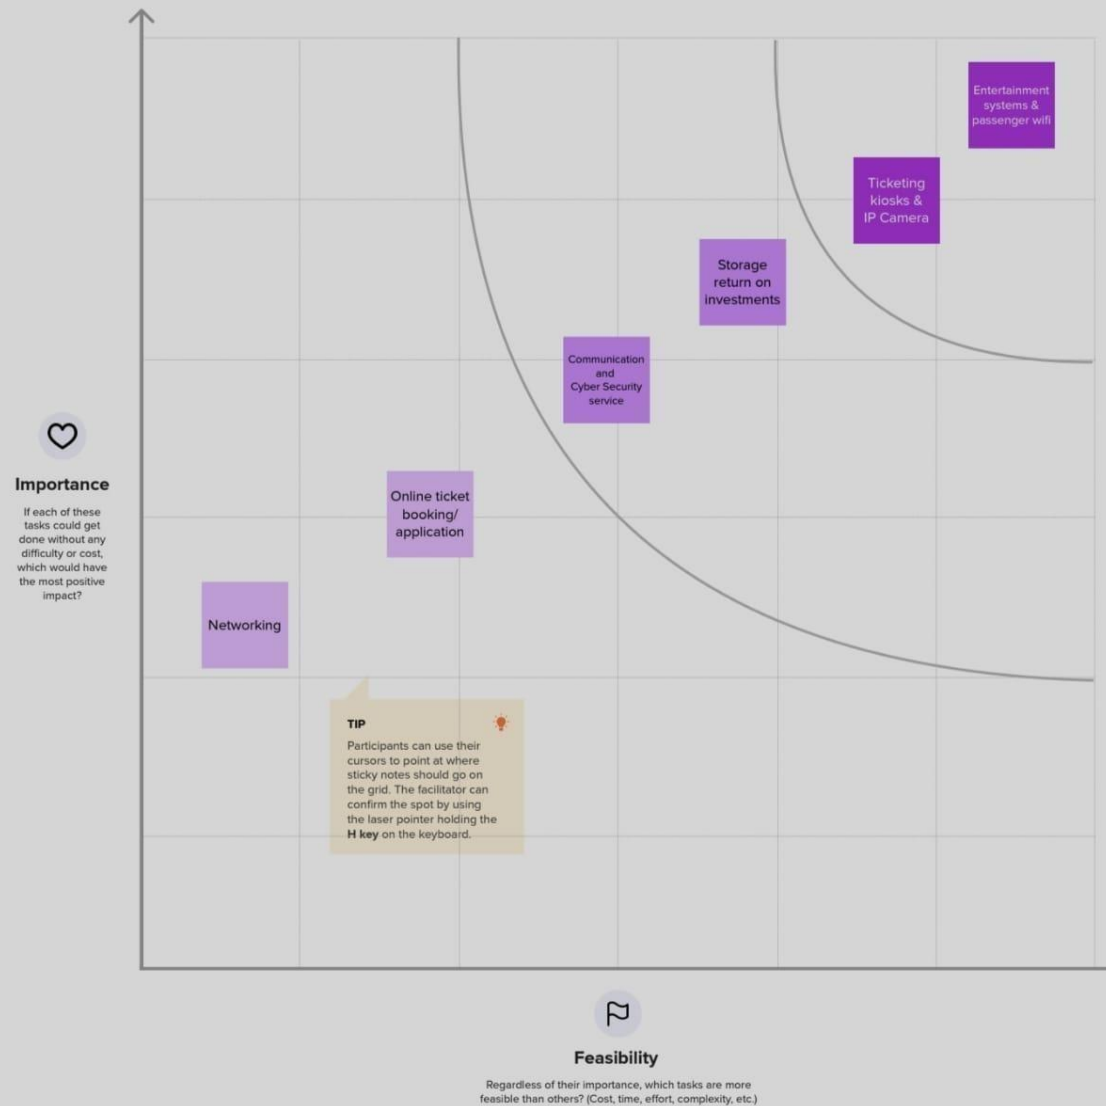 Entertainment
systems &
passenger wifi
Ticketing
kiosks &
IP Camera
Storage
return on
investments
Communication
and
Cyber Security
service
Importance
If each of these
tasks could get
done without any
difficulty or cost,
which would have
the most positive
impact?
Online ticket
booking/
application
Networking
TIP
Participants can use their
cursors to point at where
sticky notes should go on
the grid. The facilitator can
confirm the spot by using
the laser pointer holding the
H key on the keyboard.
Feasibility
Regardless of their importance, which tasks are more
feasible than others? (Cost, time, effort, complexity, etc.)